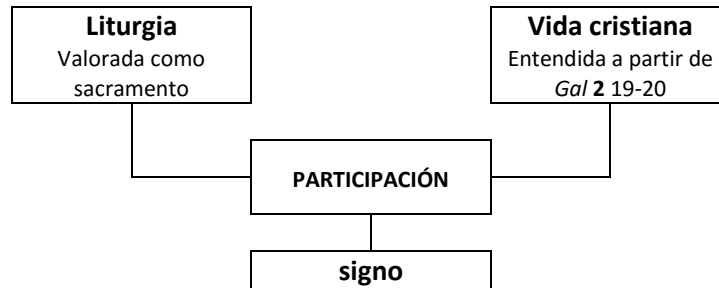 Liturgia
Valorada como
sacramento
Vida cristiana
Entendida a partir de
Gal 2 19-20
PARTICIPACIÓN
signo